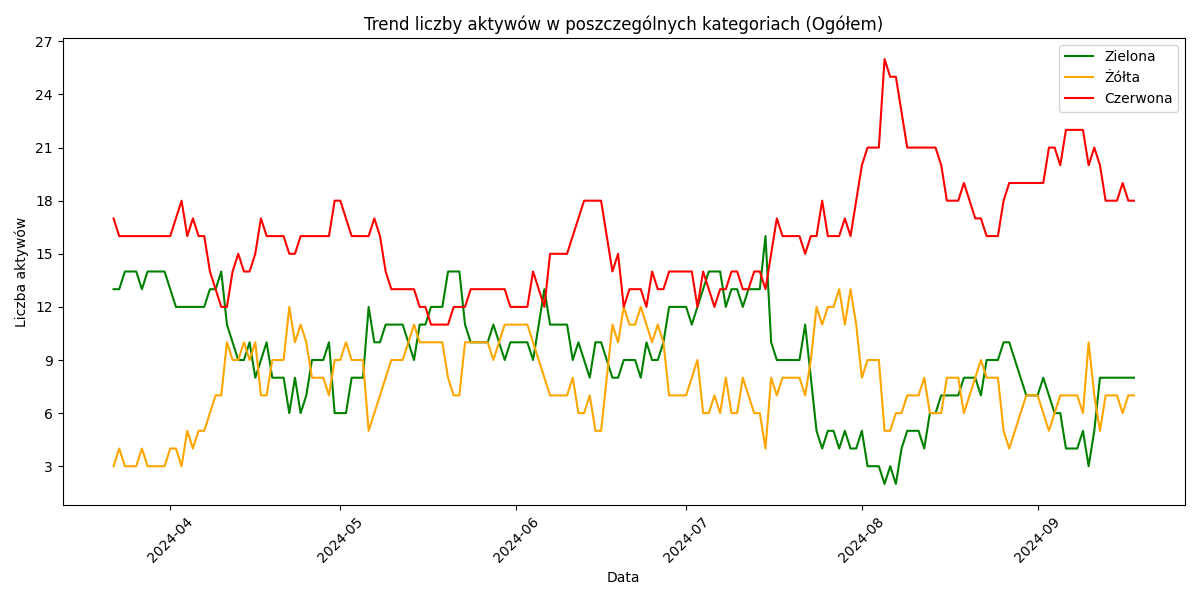 Trend liczby aktywów w poszczególnych kategoriach (Ogółem)
27
24
21
18
15
12
9
6
3
Liczba aktywów
Zielona
Żółta
Czerwona
2024-04
2024-05
2024-06
2024-07
2024-08
2024-09
Data